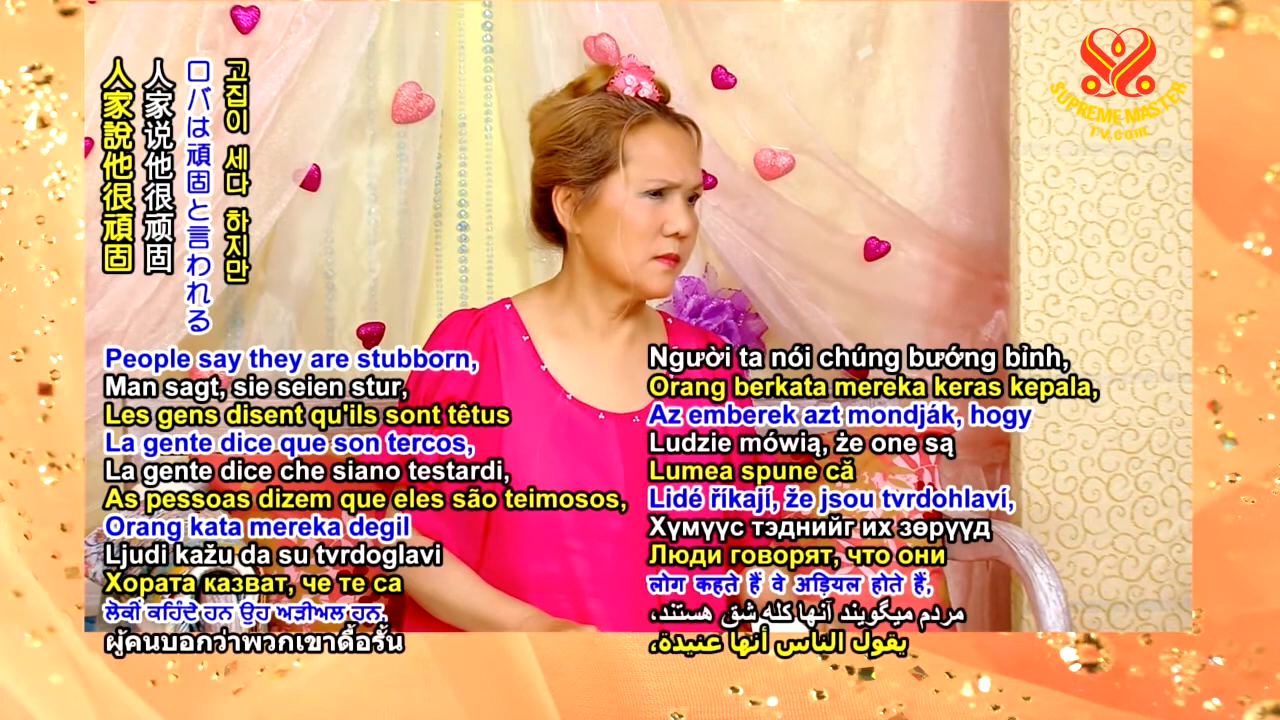 人家說他很頑固
人家说他很顽固
ロバは頑固と言われる
고집이 세다 하지만
SUPREME MASTER
TV.com
People say they are stubborn,
Man sagt, sie seien stur,
Les gens disent qu'ils sont têtus
La gente dice que son tercos,
La gente dice che siano testardi,
As pessoas dizem que eles são teimosos,
Orang kata mereka degil
Ljudi kažu da su tvrdoglavi
Хората казват, че те са
ਲੋਕੀਂ ਕਹਿੰਦੇ ਹਨ ਉਹ ਅੜੀਅਲ ਹਨ,
ผู้คนบอกว่าพวกเขาดื้อรั้น
Người ta nói chúng bướng bỉnh,
Orang berkata mereka keras kepala,
Az emberek azt mondják, hogy
Ludzie mówią, że one są
Lumea spune că
Lidé říkají, že jsou tvrdohlaví,
Хүмүүс тэднийг их зөрүүд
Люди говорят, что они
लोग कहते हैं वे अड़ियल होते हैं,
مردم میگویند آنها کله شق هستند،
يقول الناس أنها عنيدة،